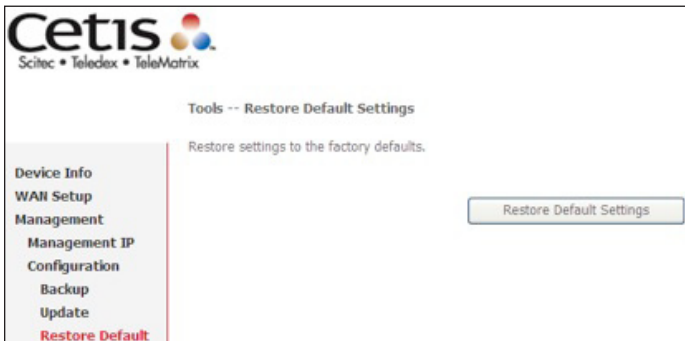 Cetis
Scitec • Teledex • TeleMatrix
Tools -- Restore Default Settings
Restore settings to the factory defaults.
Restore Default Settings
Device Info
WAN Setup
Management
Management IP
Configuration
Backup
Update
Restore Default